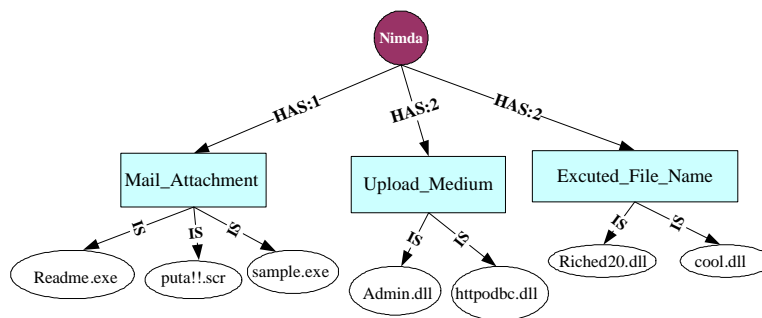 Nimda
HAS:1
HAS:2
HAS:2
Mail_Attachment
Upload_Medium
Excuted_File_Name
IS
IS
IS
IS
IS
IS
IS
Readme.exe
puta!!.scr
sample.exe
Admin.dll
httpodbc.dll
Riched20.dll
cool.dll